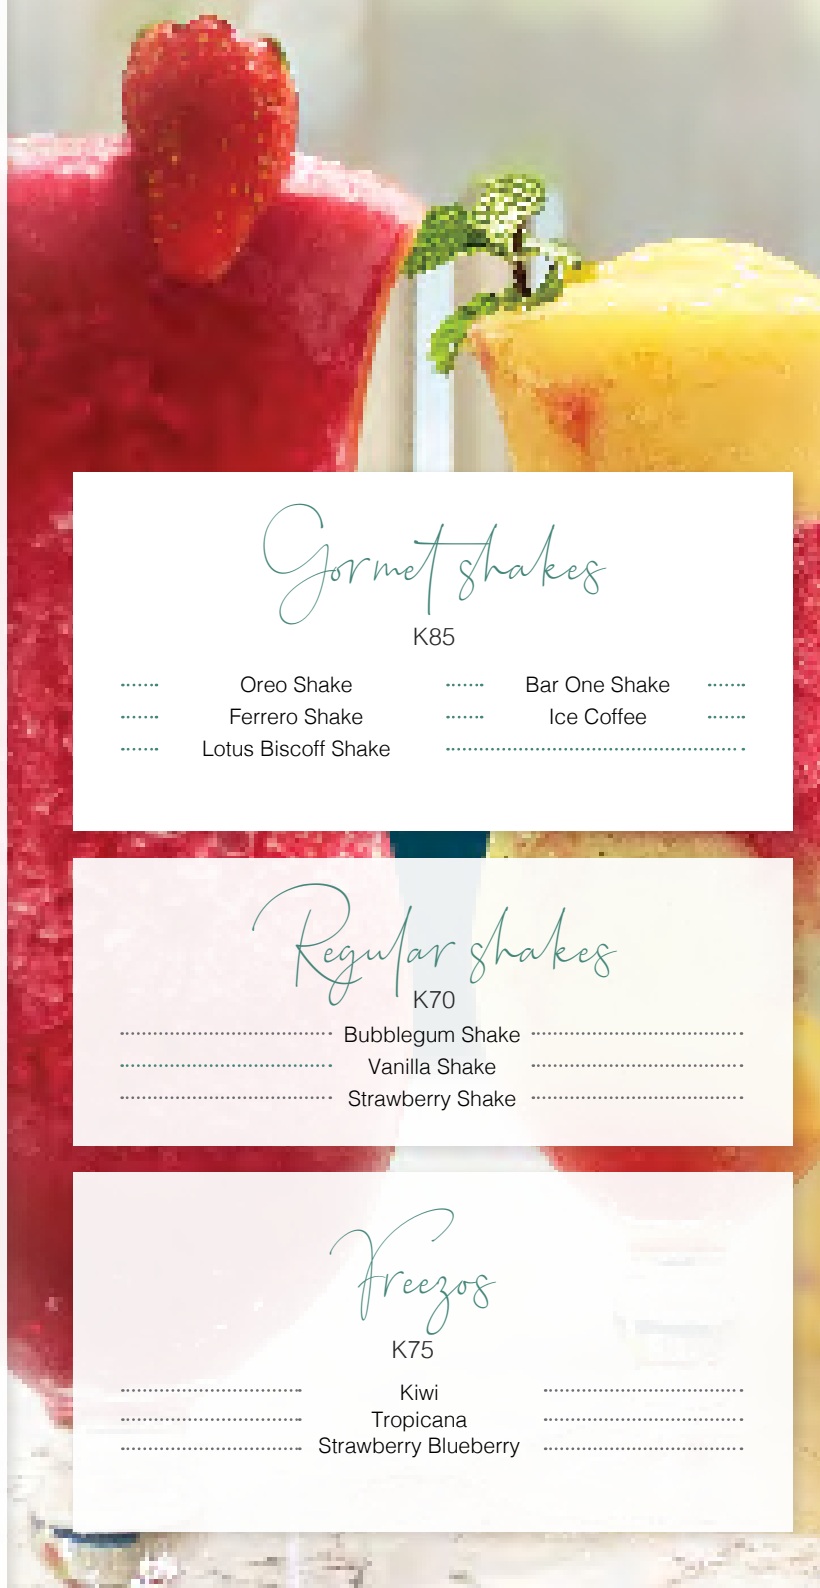 Gormet shakes
K85
Oreo Shake Bar One Shake
Ferrero Shake Ice Coffee
Lotus Biscoff Shake
Regular shakes
K70
Bubblegum Shake
Vanilla Shake
Strawberry Shake
Freezos
K75
Kiwi
Tropicana
Strawberry Blueberry